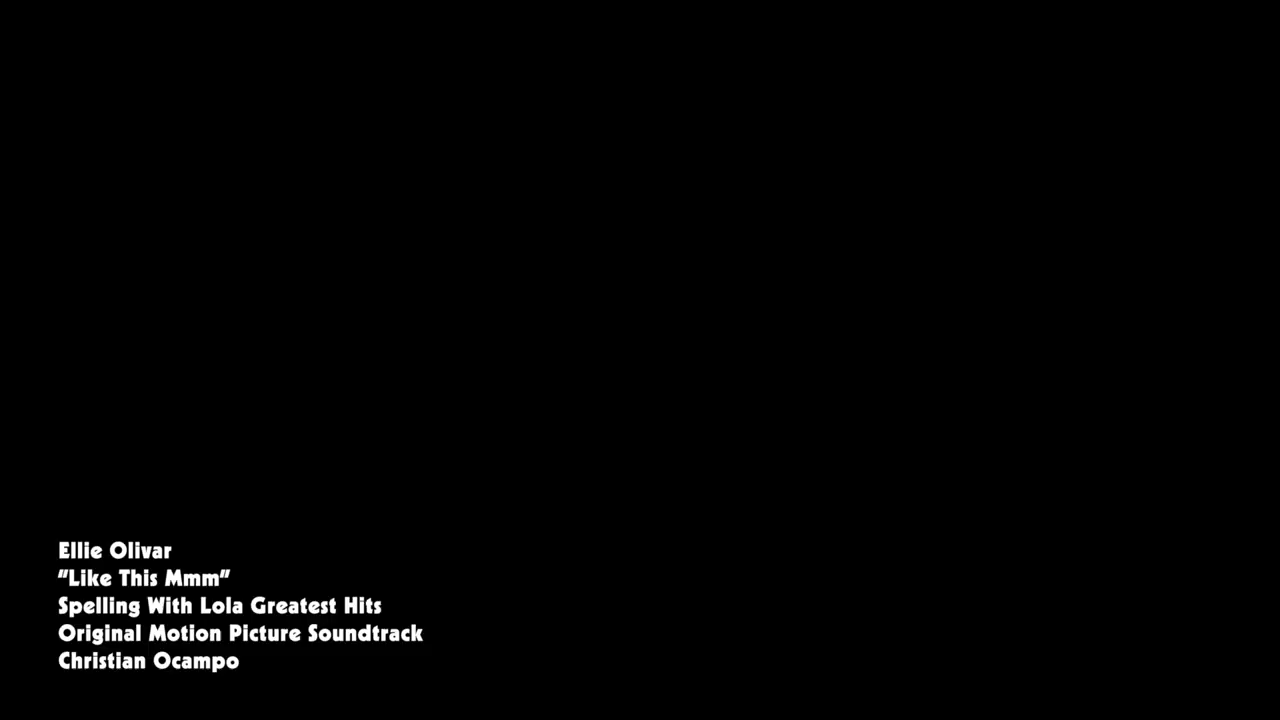 Ellie Olivar
"Like This Mmm"
Spelling With Lola Greatest Hits
Original Motion Picture Soundtrack
Christian Ocampo